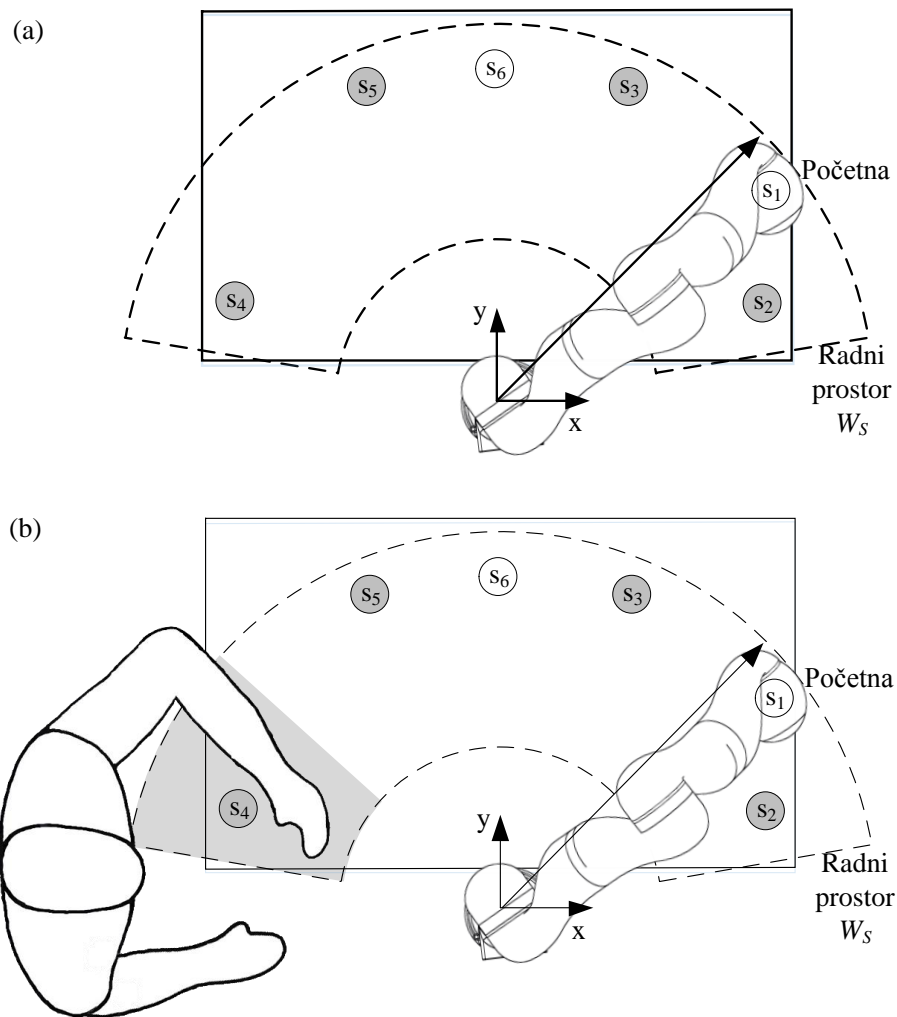 (a)
s6
s5
s3
Početna
s1
s4
s2
y
Radni
prostor
WS
x
(b)
s6
s5
s3
Početna
s1
s4
s2
y
Radni
prostor
WS
x